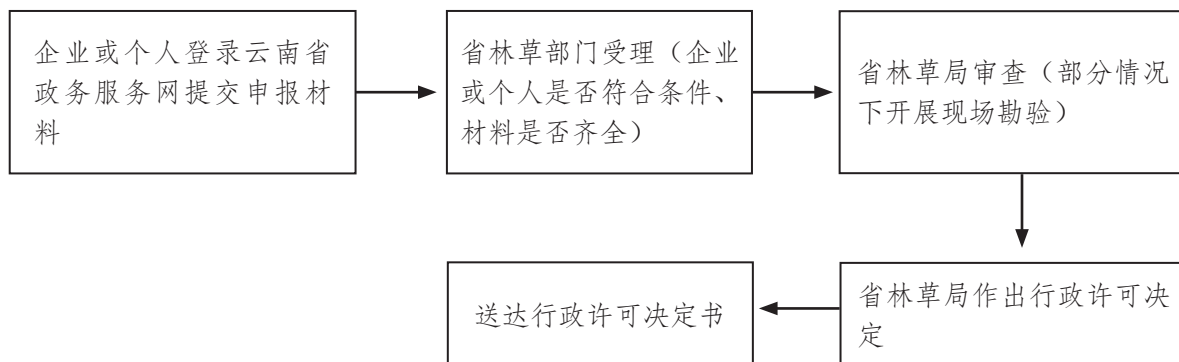 企业或个人登录云南省
政务服务网提交申报材
料
省林草部门受理（企业
或个人是否符合条件、
材料是否齐全）
省林草局审查（部分情况
下开展现场勘验）
省林草局作出行政许可决
定
送达行政许可决定书